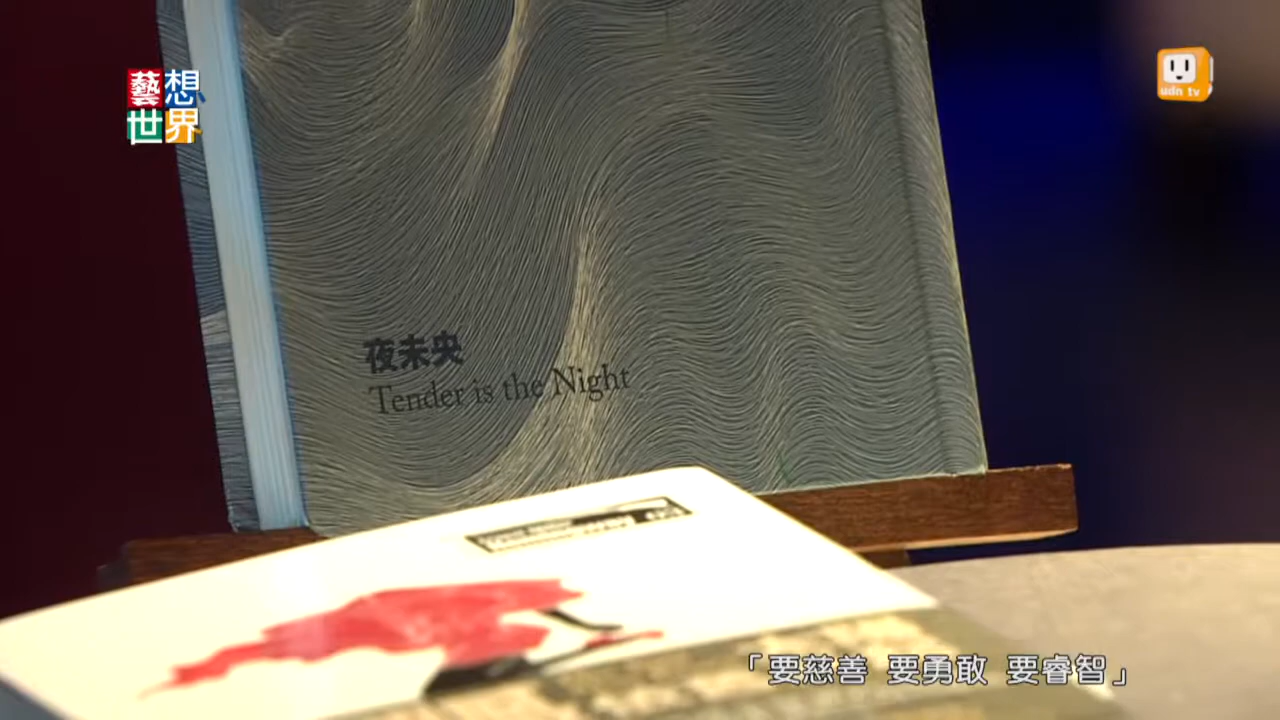 藝想
世界
udn tv
夜未央
Tender is the Night
「要慈善 要勇敢 要睿智」